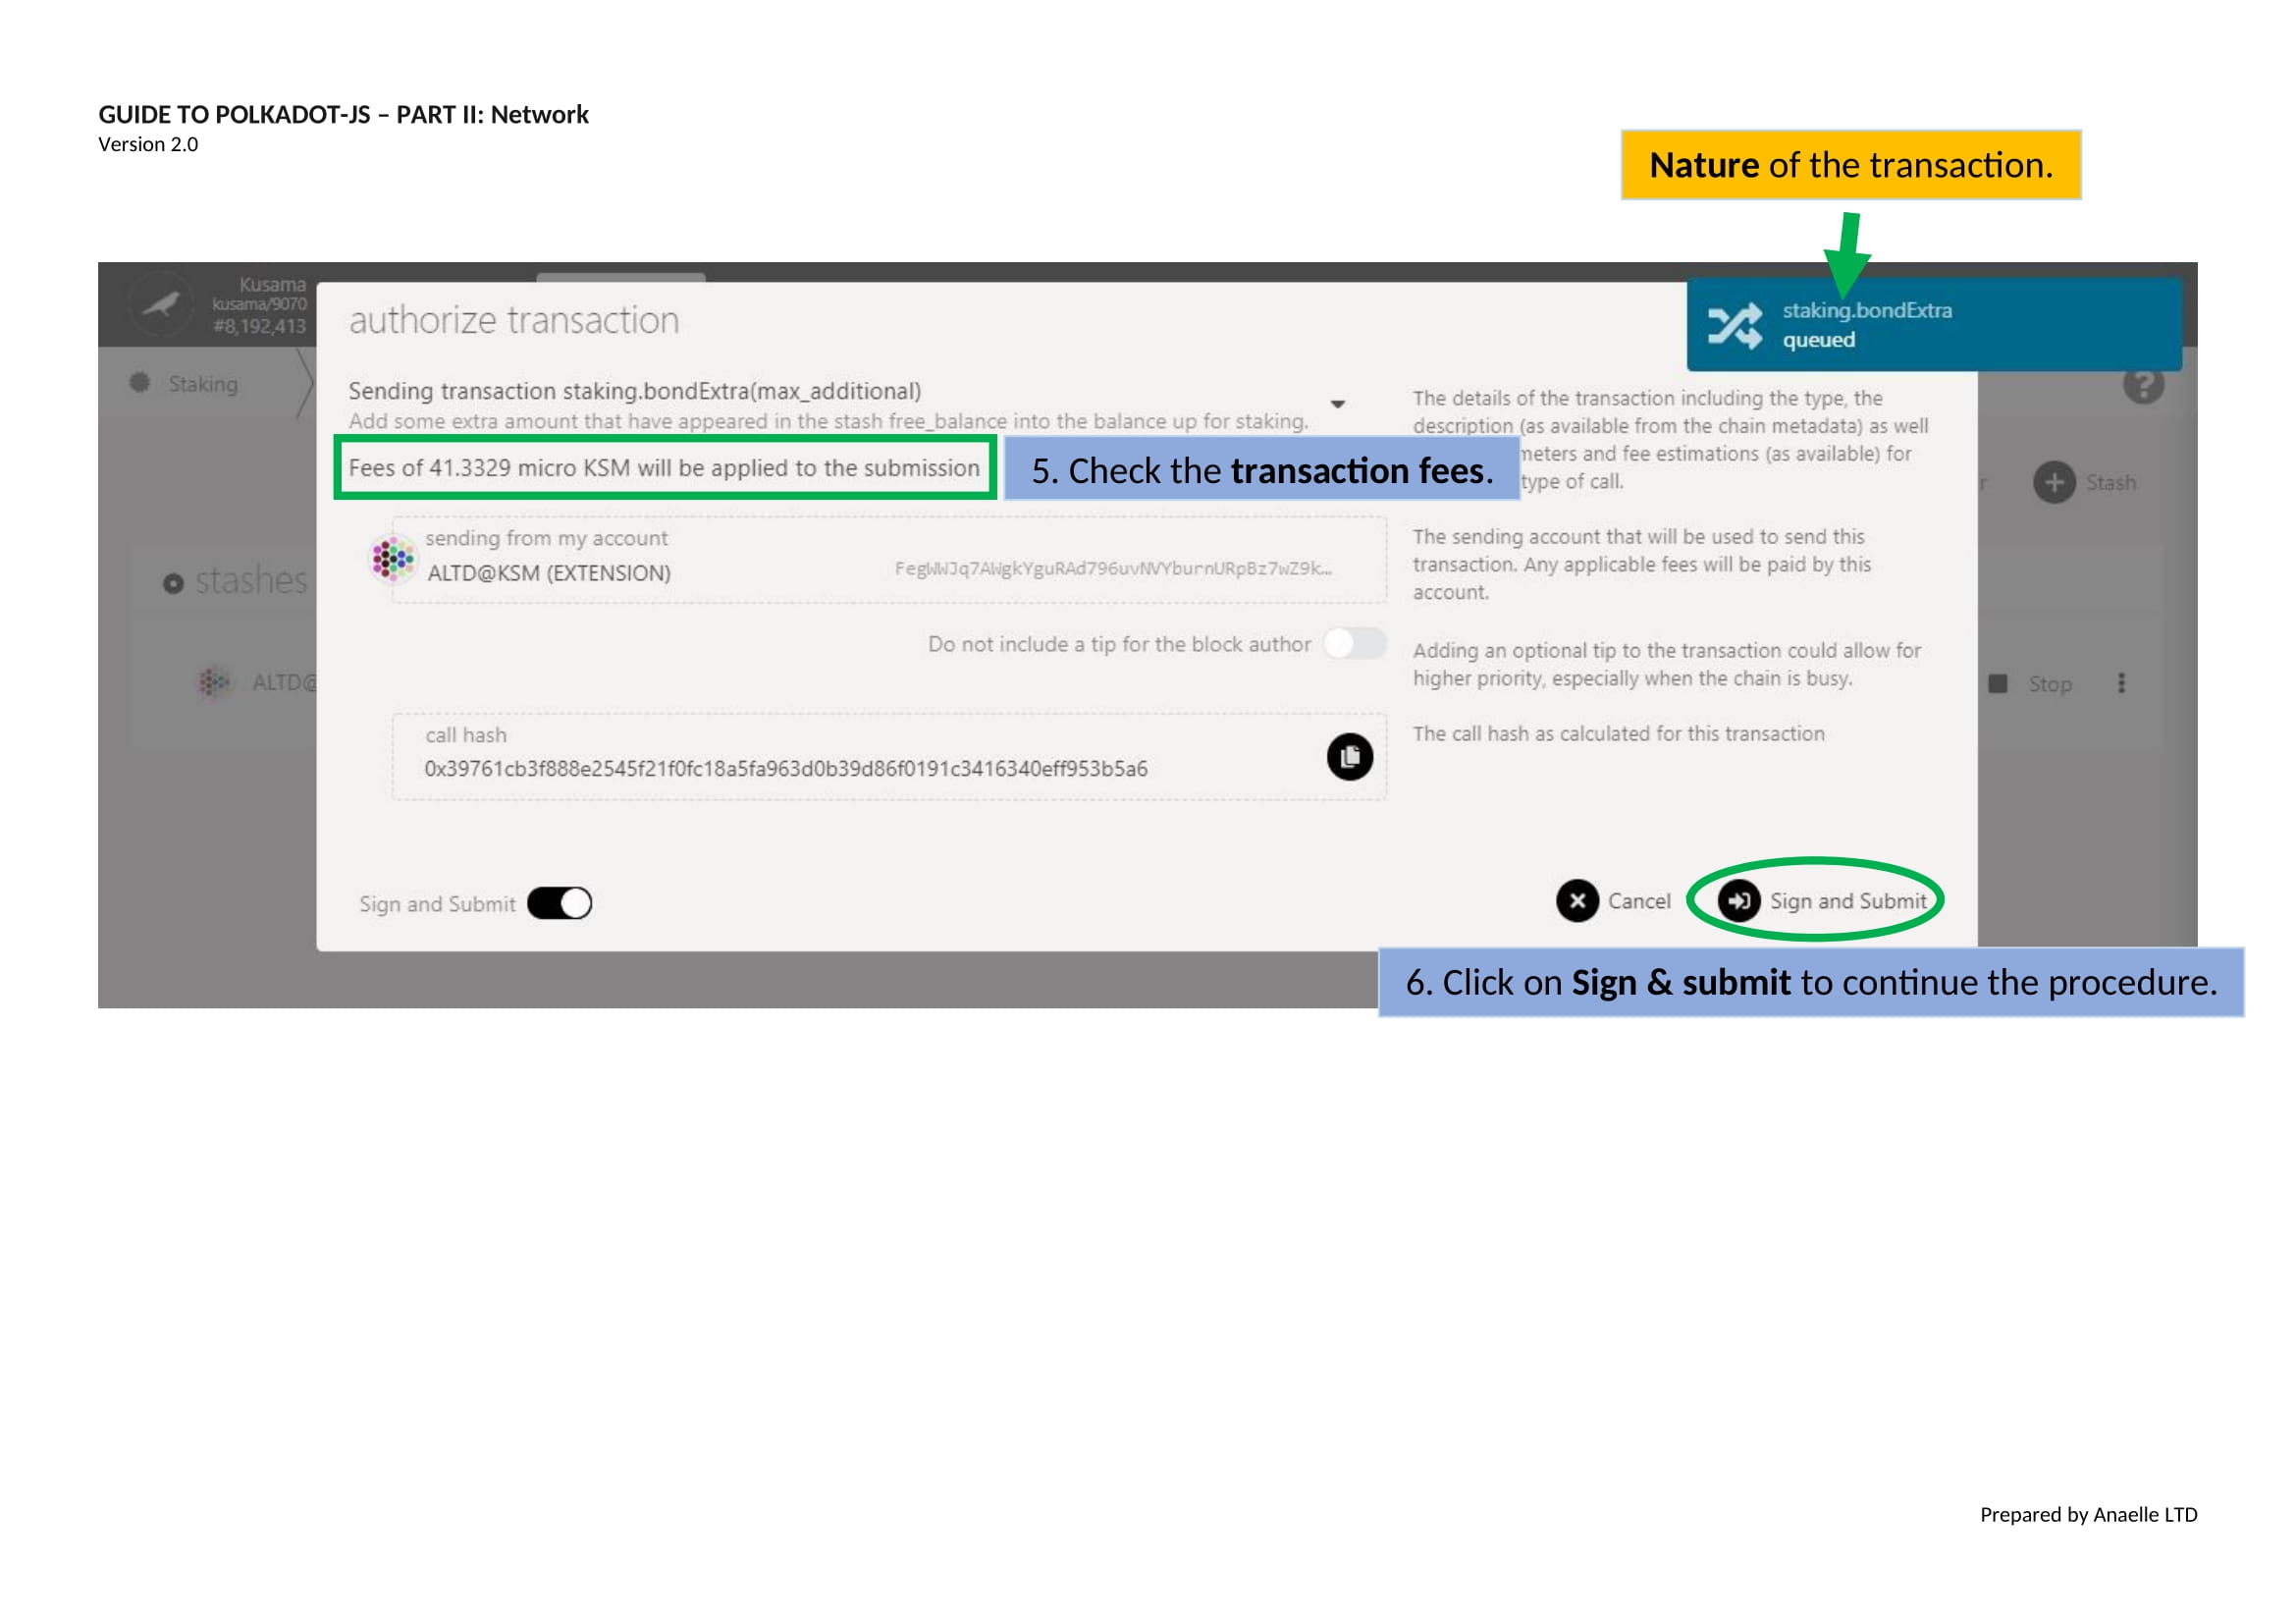 GUIDE TO POLKADOT-JS – PART II: Network
Version 2.0
Nature of the transaction.
Kusama
kusama/9070
#8,192,413
authorize transaction
staking.bondExtra
queued
Staking
Sending transaction staking.bondExtra(max_additional)
Add some extra amount that have appeared in the stash free_balance into the balance up for staking.
Fees of 41.3329 micro KSM will be applied to the submission
5. Check the transaction fees.
The details of the transaction including the type, the
description (as available from the chain metadata) as well
meters and fee estimations (as available) for
type of call.
Stash
stashes
sending from my account
ALTD@KSM (EXTENSION)
FegWWJq7AWgkYguRAd796uvNVYburnURpBz7wZ9k…
The sending account that will be used to send this
transaction. Any applicable fees will be paid by this
account.
Do not include a tip for the block author
Adding an optional tip to the transaction could allow for
higher priority, especially when the chain is busy.
ALTD@
Stop
call hash
0x39761cb3f888e2545f21f0fc18a5fa963d0b39d86f0191c3416340eff953b5a6
The call hash as calculated for this transaction
Sign and Submit
Cancel
Sign and Submit
6. Click on Sign & submit to continue the procedure.
Prepared by Anaelle LTD